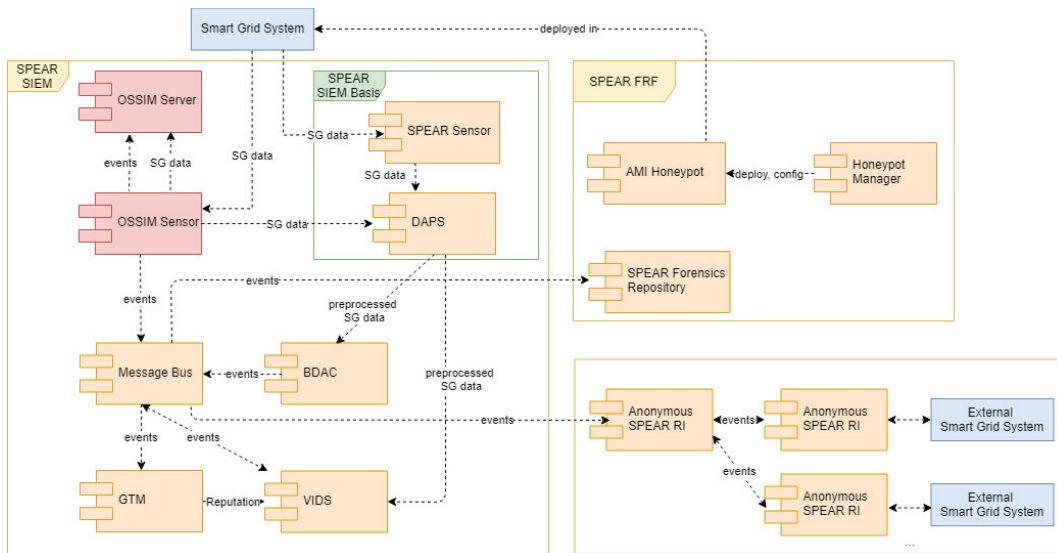 Smart Grid System
deployed in
SPEAR
SIEM
SPEAR
SIEM Basis
SPEAR FRF
OSSIM Server
SPEAR Sensor
SG data
events
SG data
SG data
SG data
AMI Honeypot
deploy, config
Honeypot
Manager
OSSIM Sensor
SG data
DAPS
SPEAR Forensics
Repository
events
events
preprocessed
SG data
Message Bus
events
BDAC
preprocessed
SG data
events
Anonymous
SPEAR RI
events
Anonymous
SPEAR RI
External
Smart Grid System
events
events
events
GTM
Reputation
VIDS
Anonymous
SPEAR RI
External
Smart Grid System
...